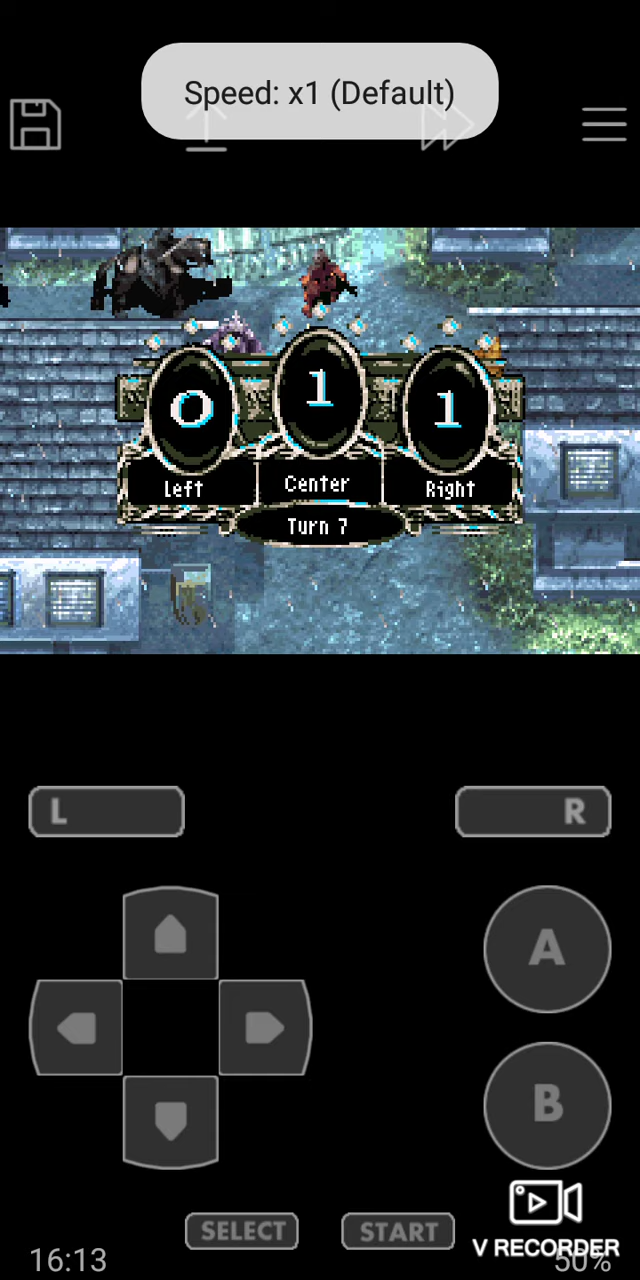 Speed: x1 (Default)
0 1 1
Left Center Right
Turn 7
L R
A
B
SELECT START
V RECORDER
16:13 50%